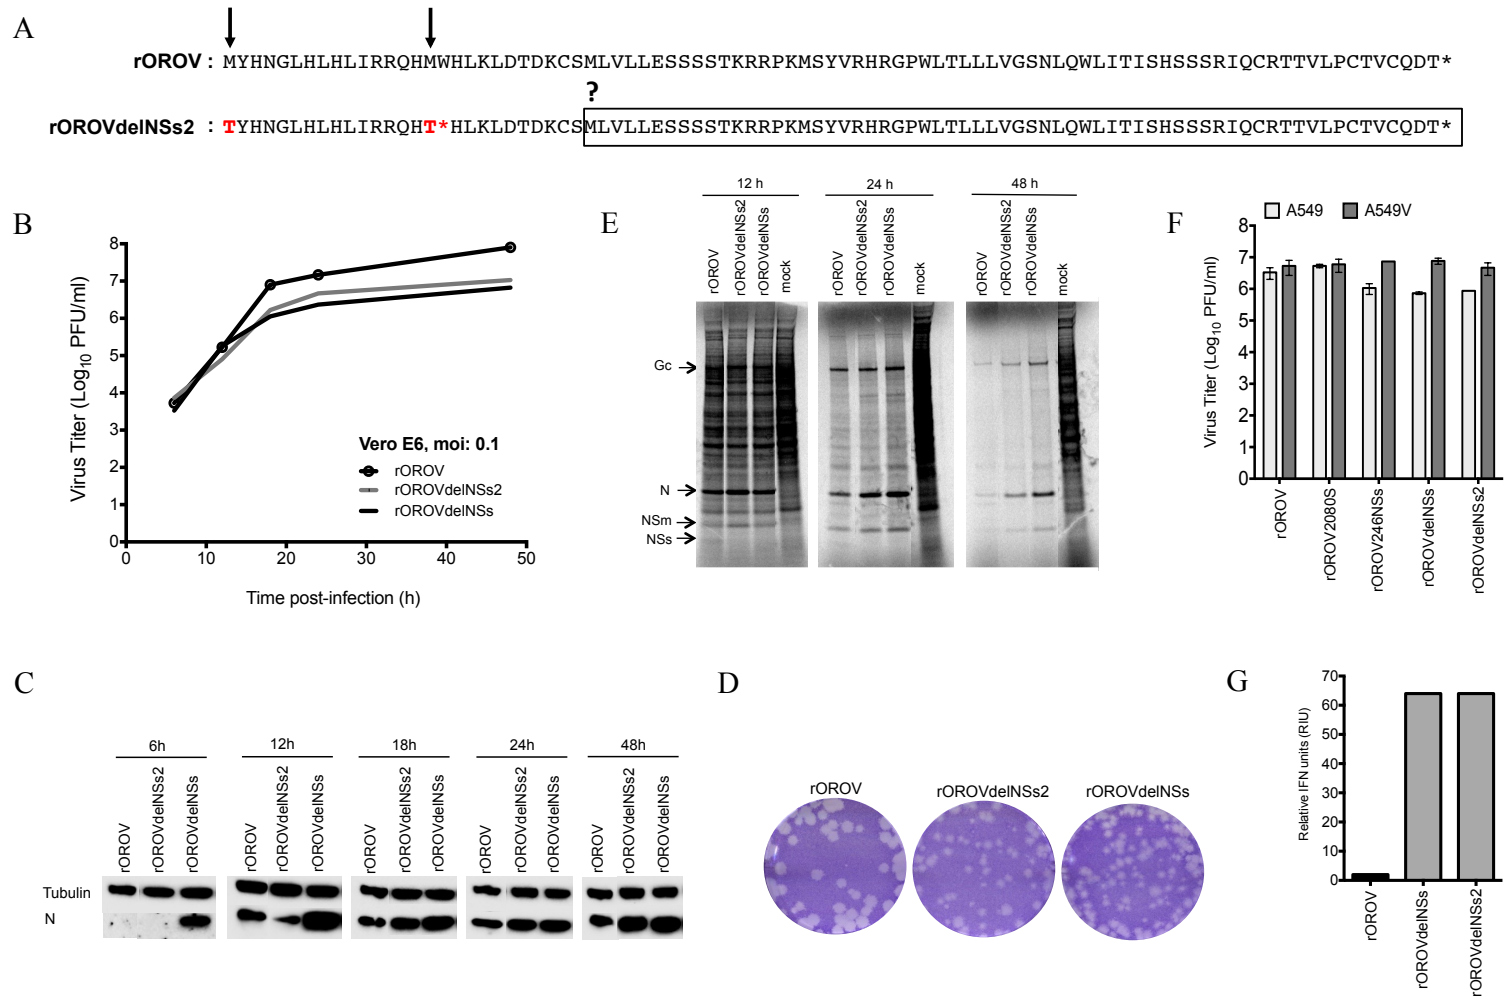 A
rOROV : MYHNGLHLHLIRRQHMWHLKLDTDKCSMLVLLESSSSTKRRPKMSYVRHRGPWLTLLLVGSNLQWLITISHSSSRIQCRTTVLPCTVCQDT*
?
rOROVdelNSs2 : TYHNGLHLHLIRRQHT*HLKLDTDKCSMLVLLESSSSTKRRPKMSYVRHRGPWLTLLLVGSNLQWLITISHSSSRIQCRTTVLPCTVCQDT*
B
8
7
6
5
4
3
2
1
0
0 10 20 30 40 50
Virus Titer (Log10 PFU/ml)
Time post-infection (h)
Vero E6, moi: 0.1
rOROV
rOROVdelNSs2
rOROVdelNSs
E
12 h 24 h 48 h
rOROV rOROVdelNSs2 rOROVdelNSs mock rOROV rOROVdelNSs2 rOROVdelNSs mock rOROV rOROVdelNSs2 rOROVdelNSs mock
Gc
N
NSm
NSs
F
A549 A549V
8
7
6
5
4
3
2
1
0
Virus Titer (Log10 PFU/ml)
rOROV rOROV2080S rOROV246NSs rOROVdelNSs rOROVdelNSs2
C
6h 12h 18h 24h 48h
rOROV rOROVdelNSs2 rOROVdelNSs rOROV rOROVdelNSs2 rOROVdelNSs rOROV rOROVdelNSs2 rOROVdelNSs rOROV rOROVdelNSs2 rOROVdelNSs rOROV rOROVdelNSs2 rOROVdelNSs
Tubulin
N
D
rOROV rOROVdelNSs2 rOROVdelNSs
G
70
60
50
40
30
20
10
0
Relative IFN units (RIU)
rOROV rOROVdelNSs rOROVdelNSs2